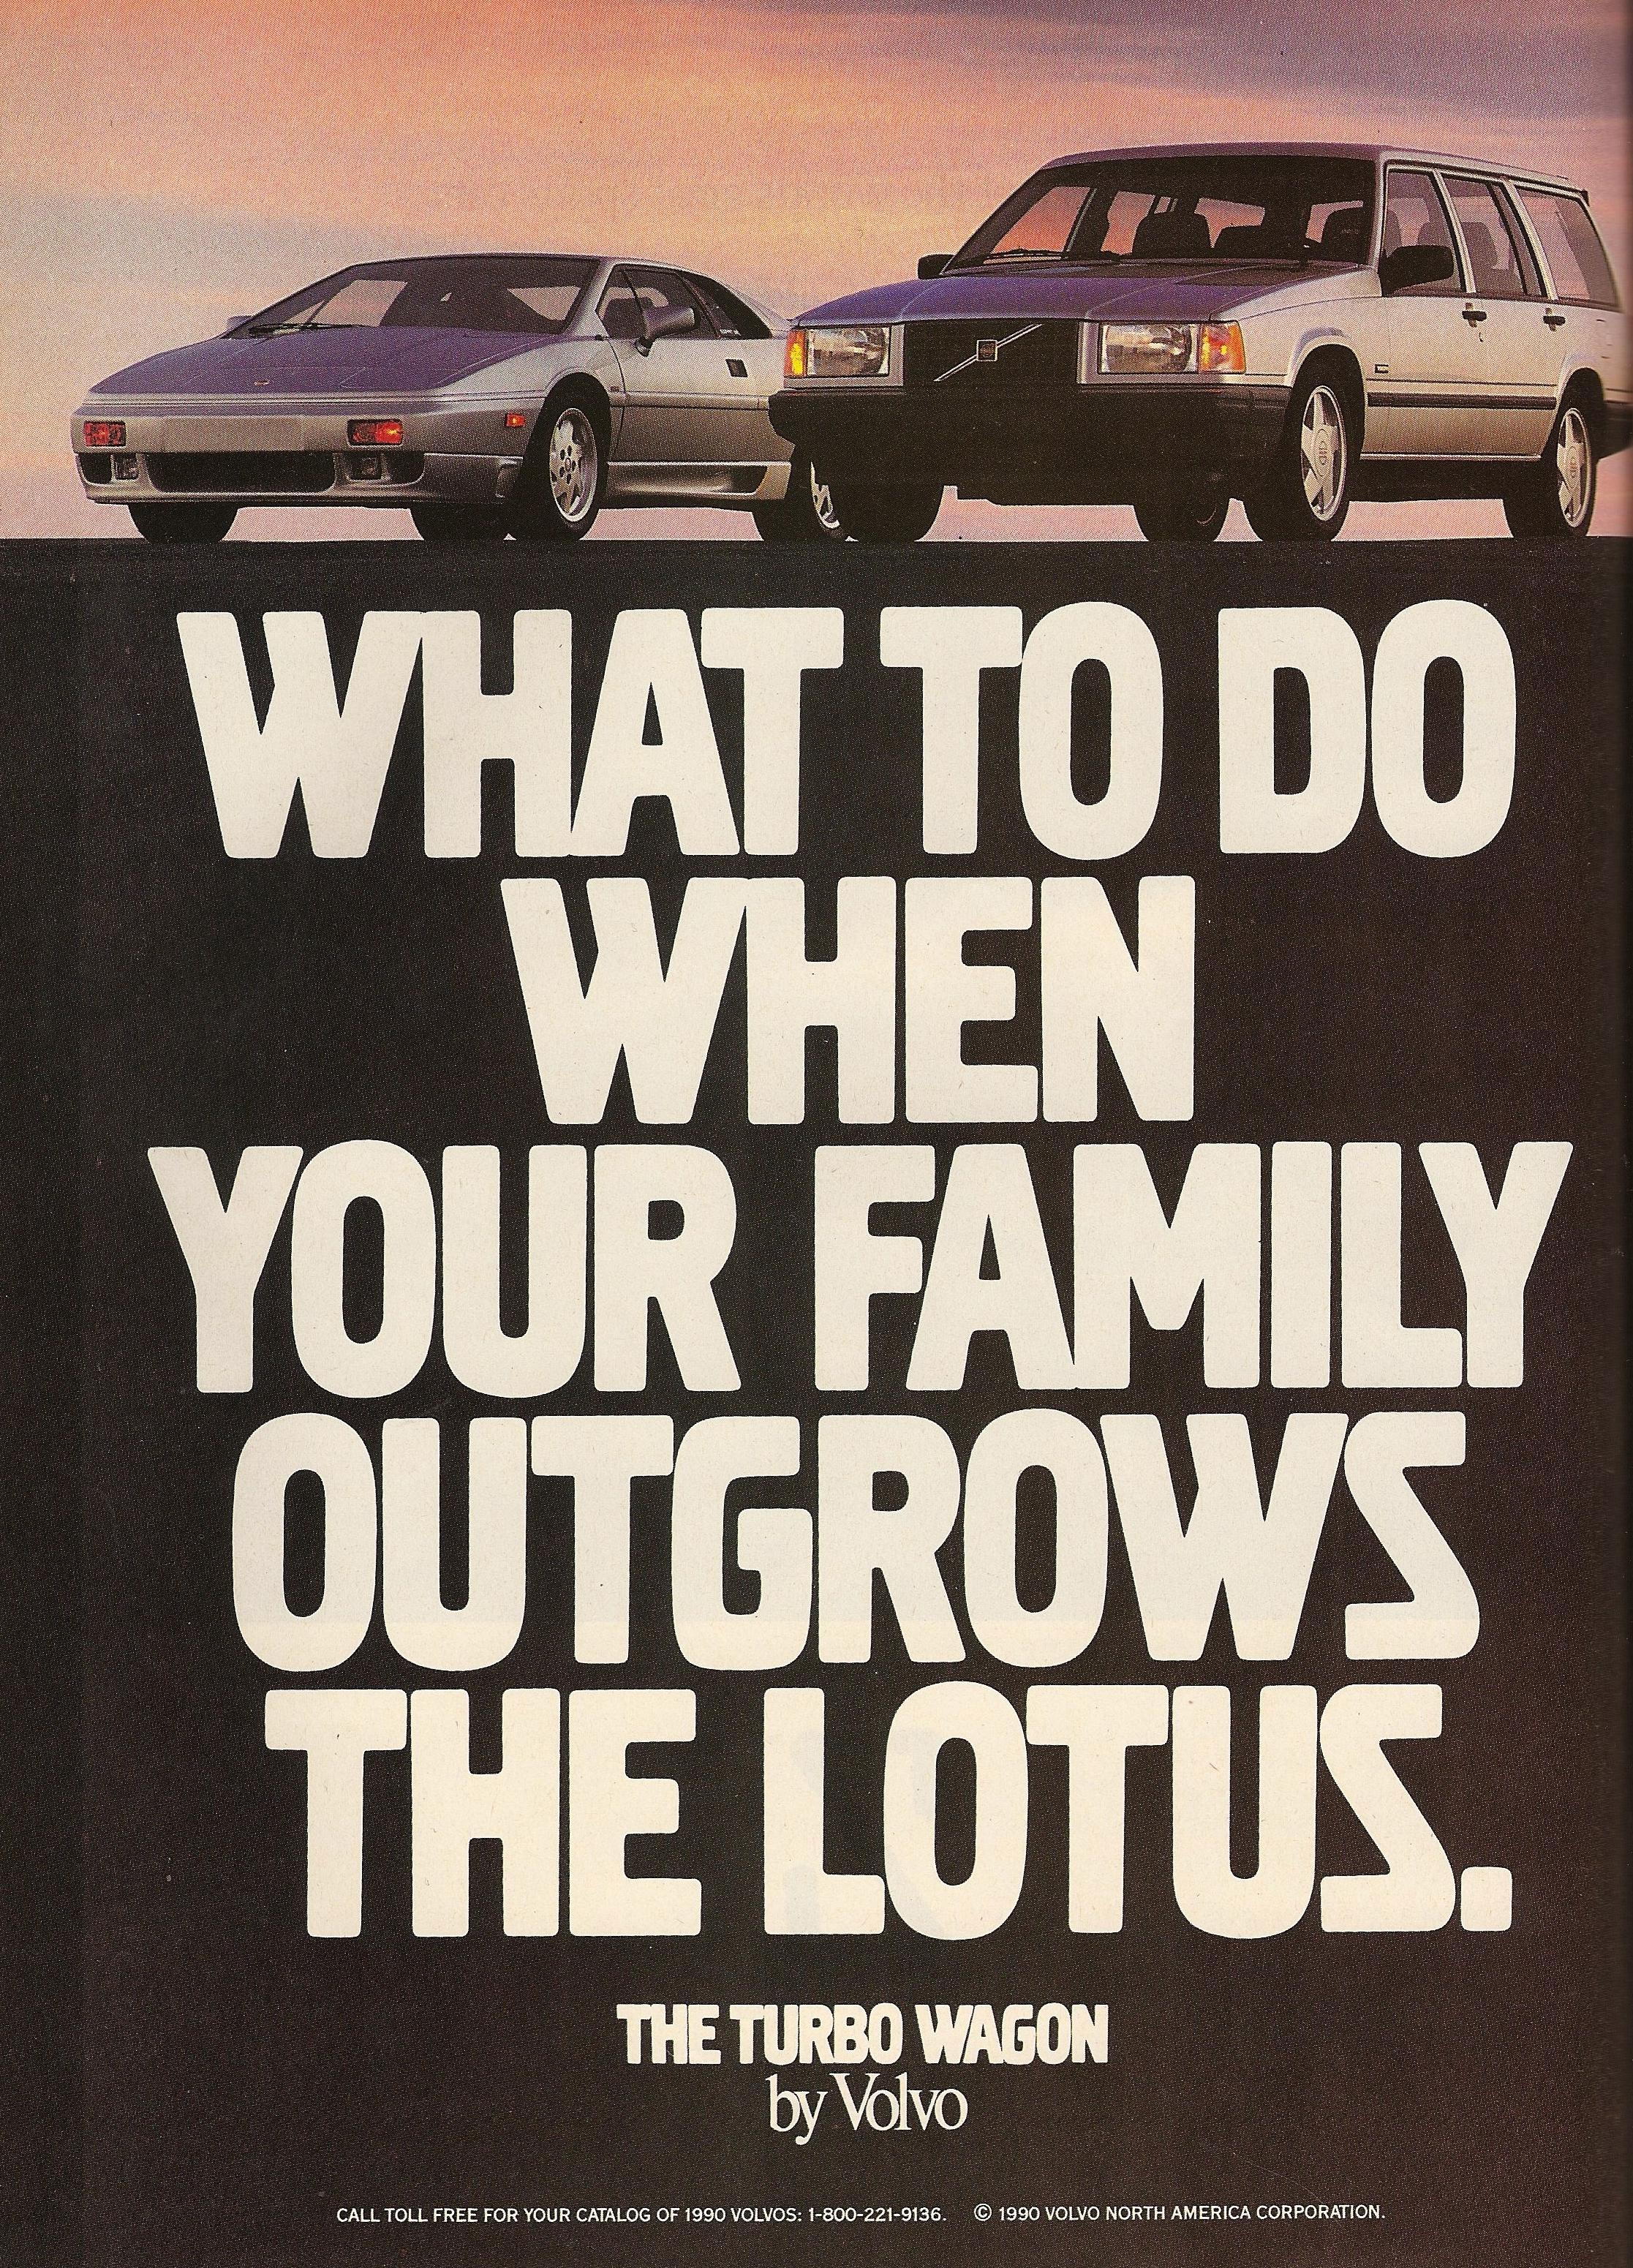 WHAT TO DO
WHEN
YOUR FAMILY
OUTGROWS
THE LOTUS.
THE TURBO WAGON
by Volvo
CALL TOLL FREE FOR YOUR CATALOG OF 1990 VOLVOS: 1-800-221-9136. © 1990 VOLVO NORTH AMERICA CORPORATION.